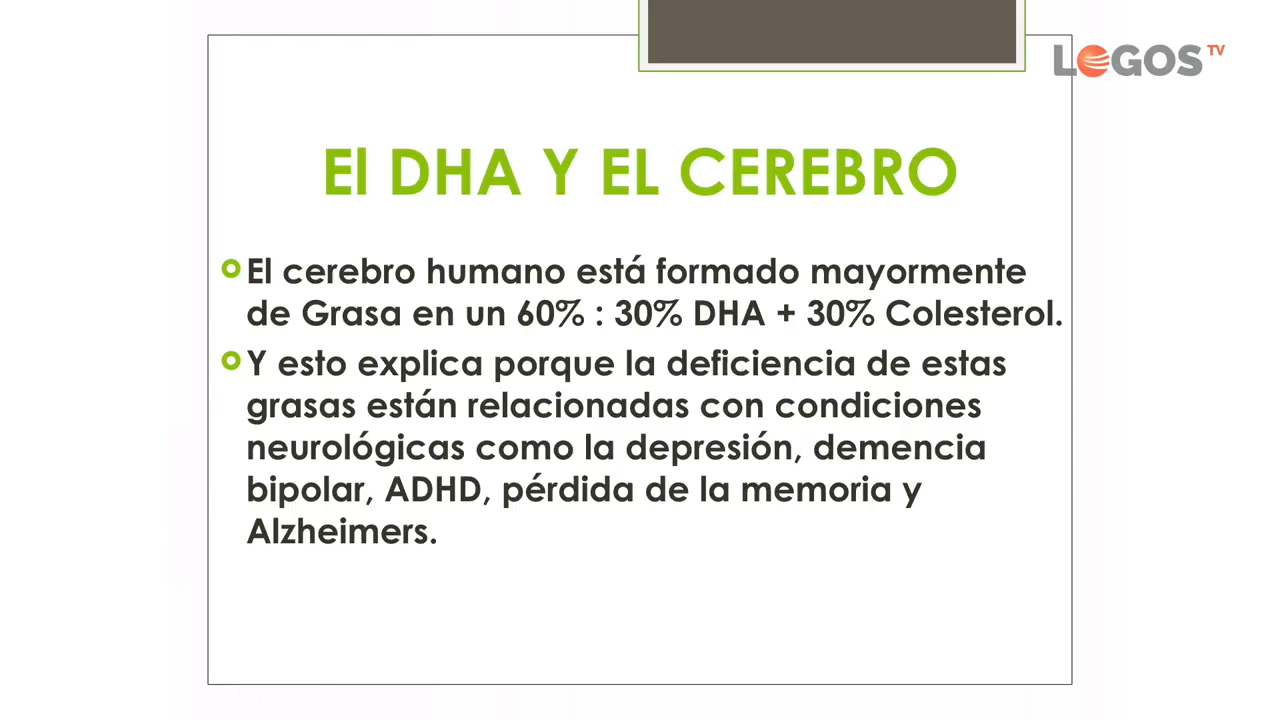 LOGOS TV
El DHA Y EL CEREBRO
El cerebro humano está formado mayormente
de Grasa en un 60% : 30% DHA + 30% Colesterol.
Y esto explica porque la deficiencia de estas
grasas están relacionadas con condiciones
neurológicas como la depresión, demencia
bipolar, ADHD, pérdida de la memoria y
Alzheimers.